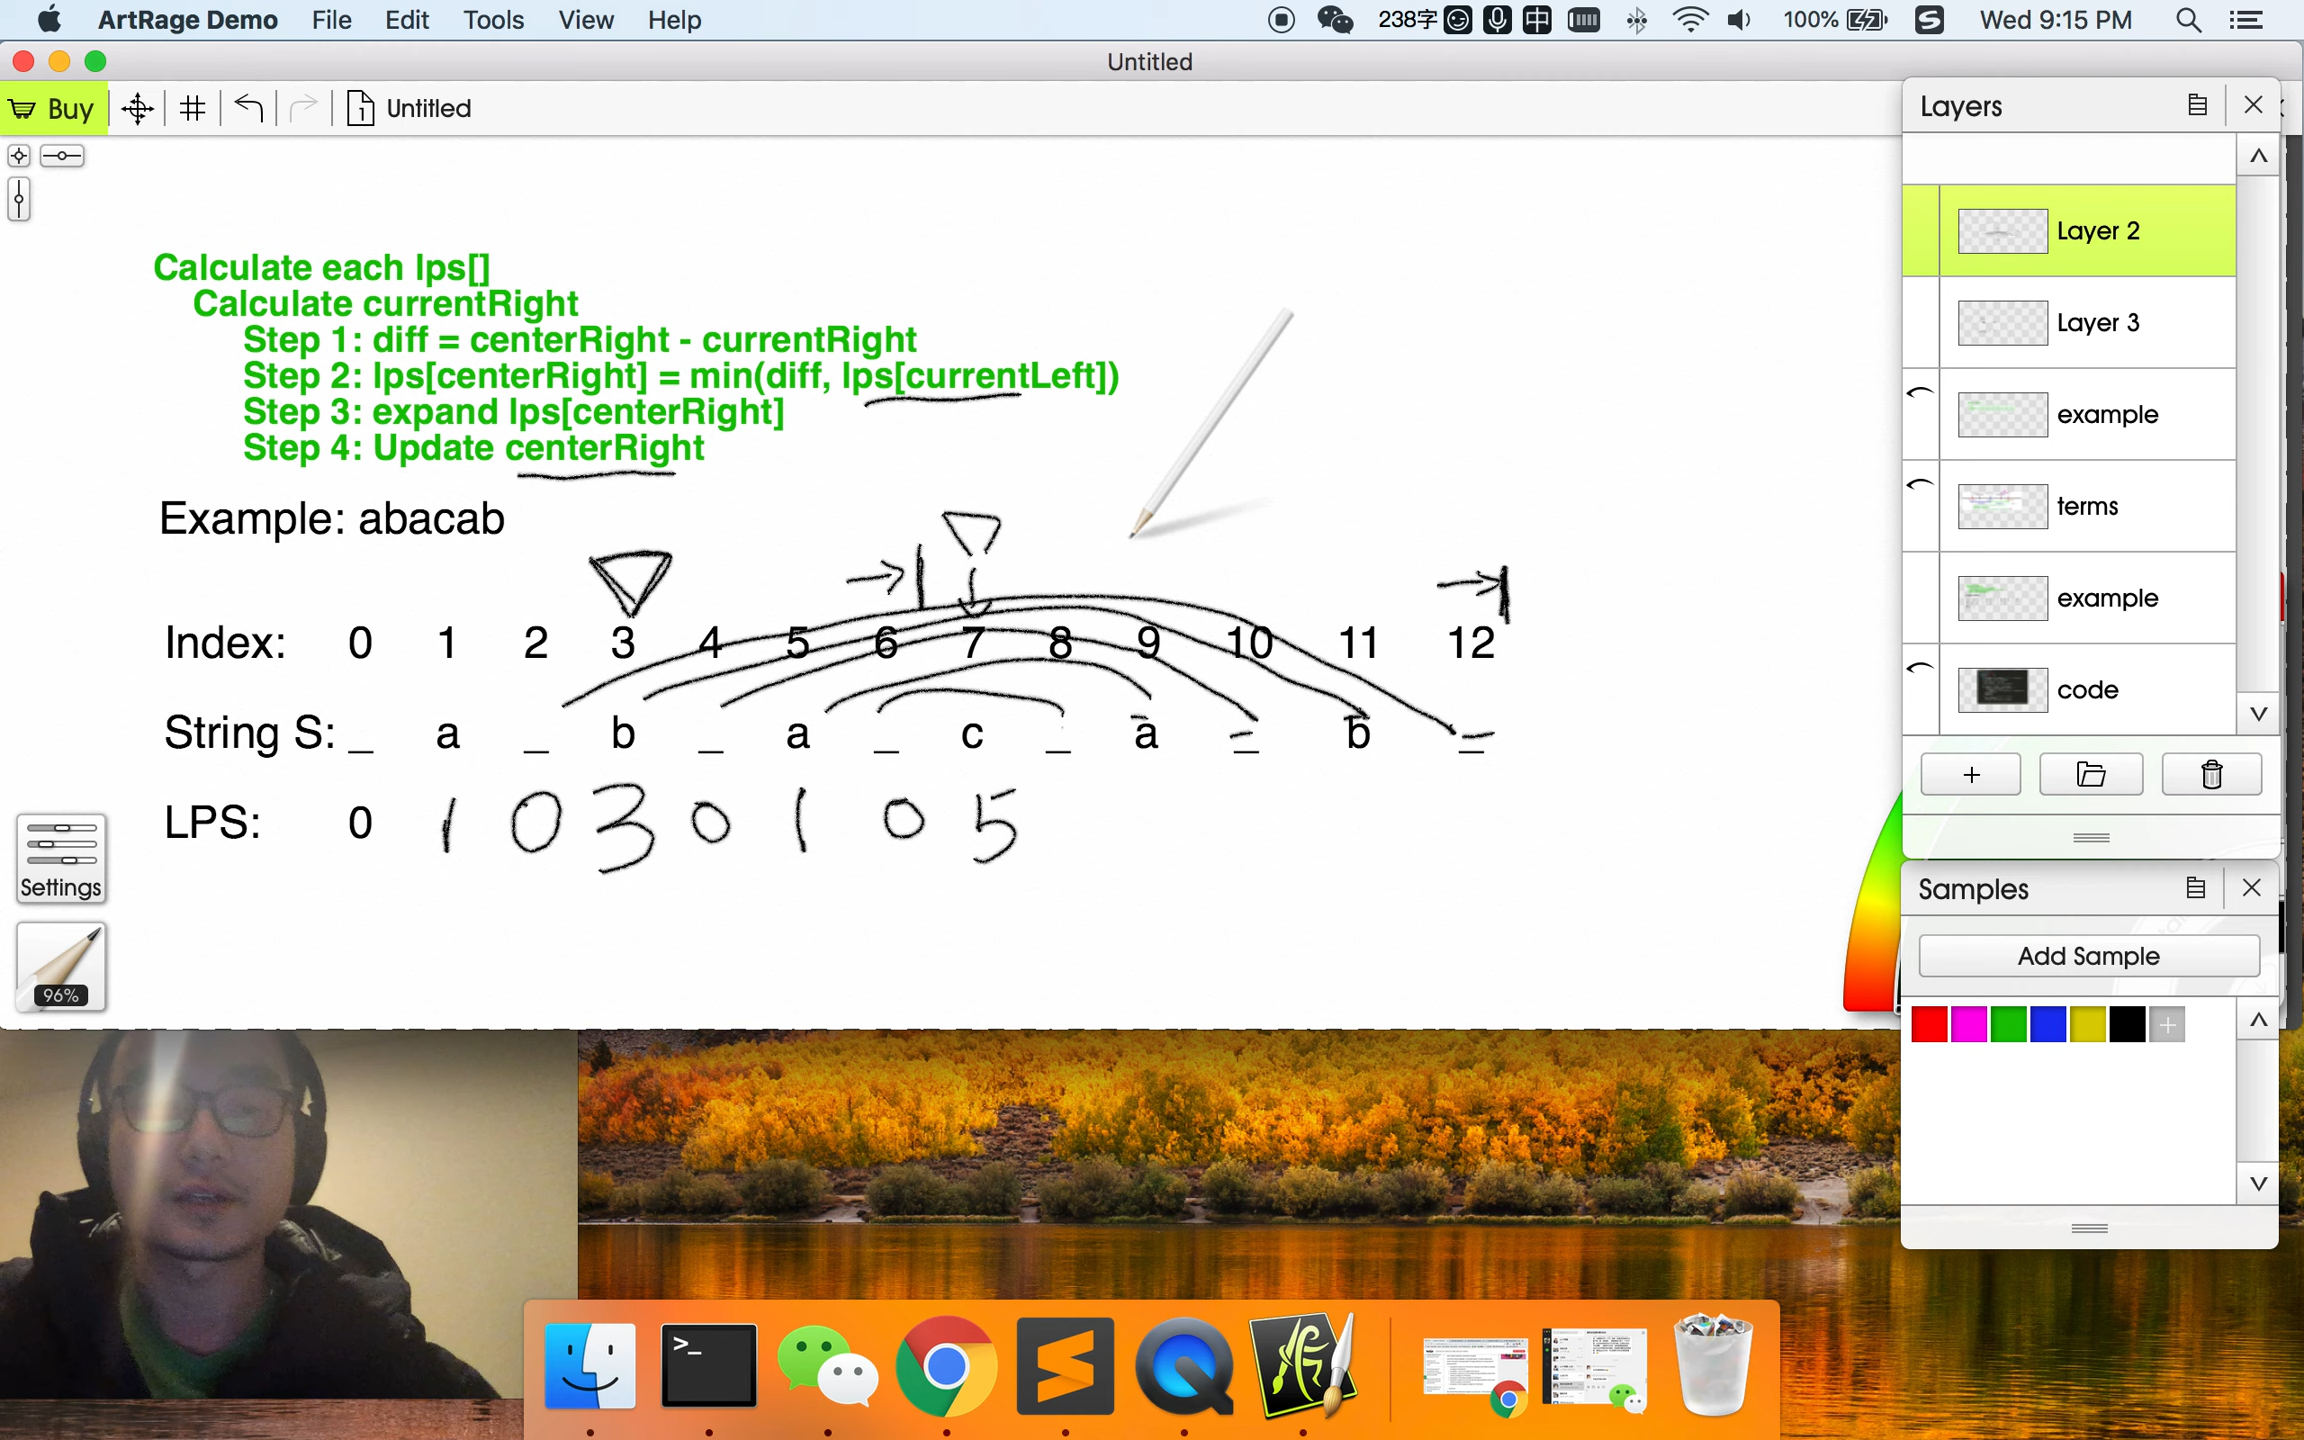 ArtRage Demo File Edit Tools View Help 238字 中 100% S Wed 9:15 PM
Untitled
Buy 1 Untitled
Layers
Layer 2
Layer 3
example
terms
example
code
Calculate each lps[]
Calculate currentRight
Step 1: diff = centerRight - currentRight
Step 2: lps[centerRight] = min(diff, lps[currentLeft])
Step 3: expand lps[centerRight]
Step 4: Update centerRight
Example: abacab
Index: 0 1 2 3 4 5 6 7 8 9 10 11 12
String S: _ a _ b _ a _ c _ a _ b _
LPS: 0 1 0 3 0 1 0 5
Settings
96%
Samples
Add Sample
>_